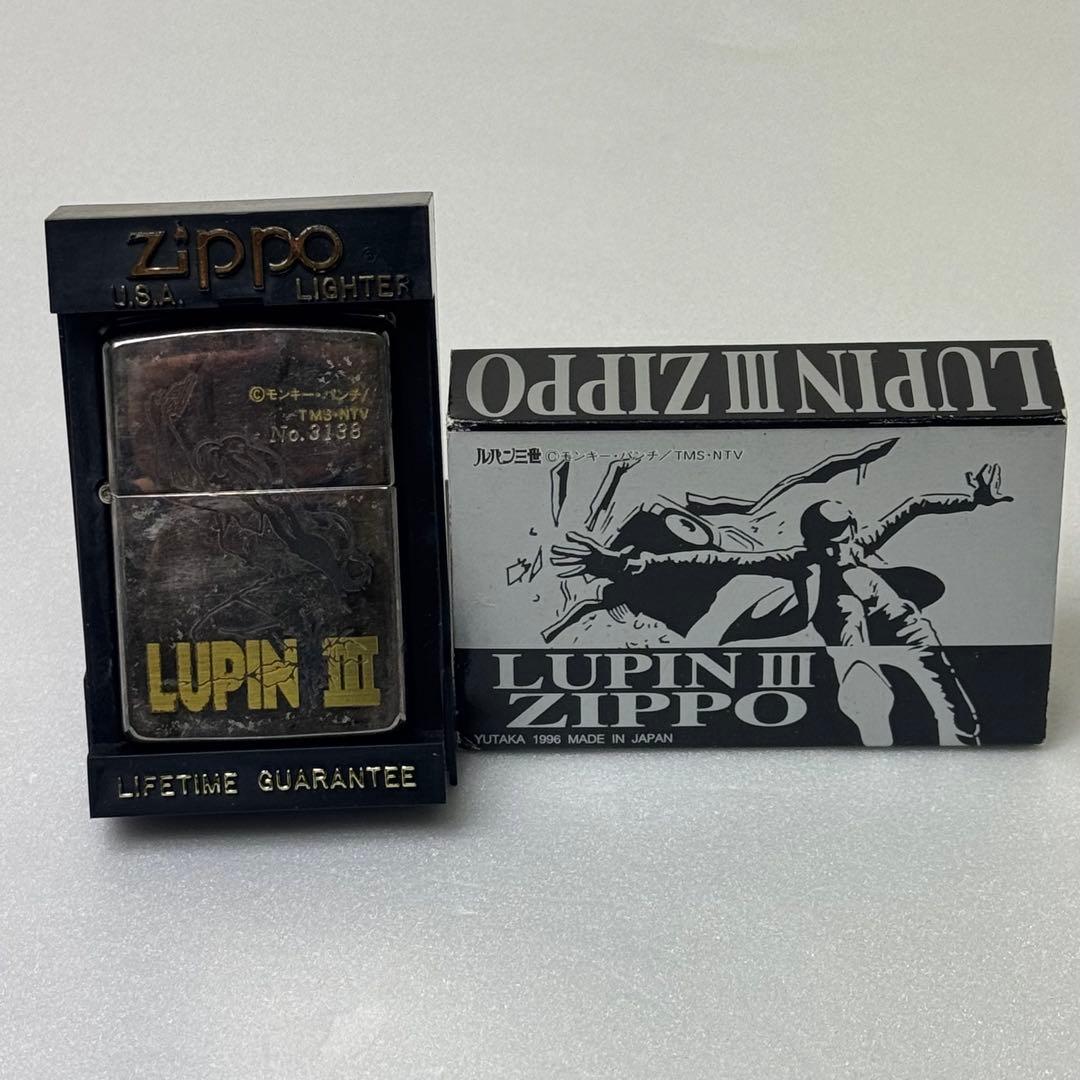 zippo
U.S.A. LIGHTER
©モンキー・パンチ/
TMS・NTV
No.3138
LUPIN III
LIFETIME GUARANTEE
LUPIN III ZIPPO
ルパン三世 ©モンキー・パンチ/TMS・NTV
LUPIN III
ZIPPO
YUTAKA 1996 MADE IN JAPAN